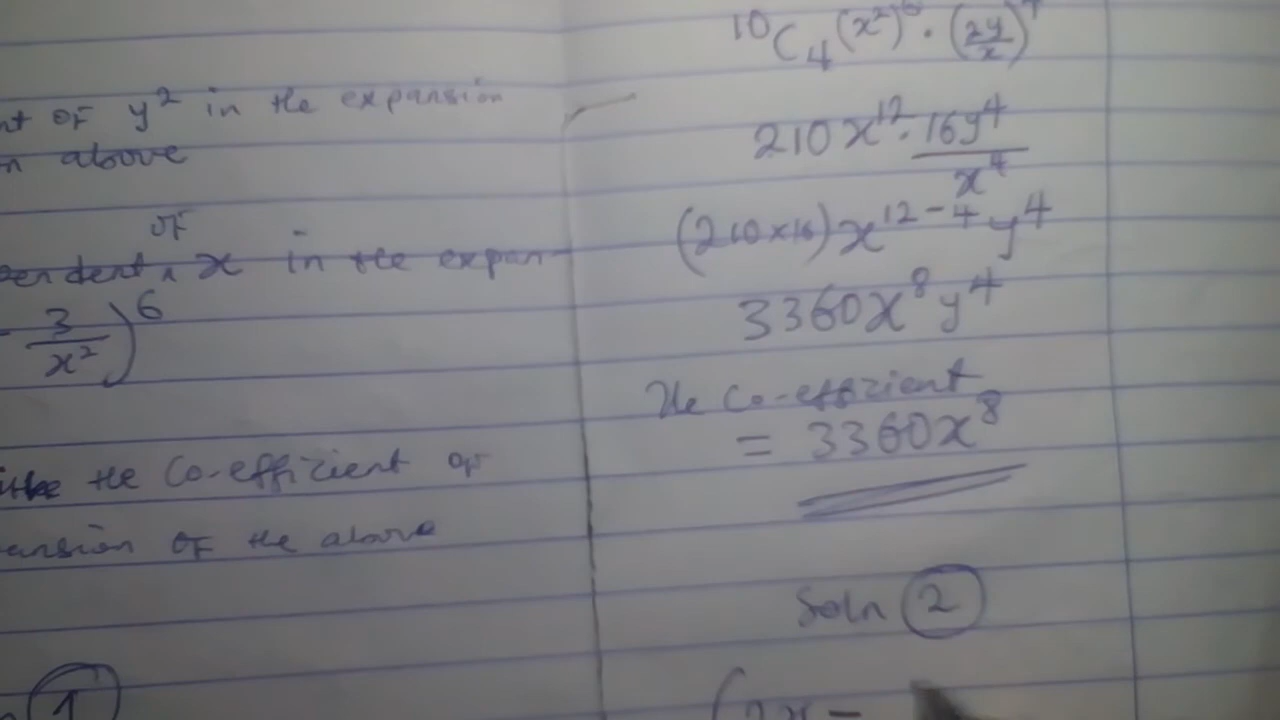 nt of y² in the expansion
n above
of
pendent ^ x in the expan-
- 3/x²)⁶
the co-efficient of
ansion of the above
1
¹⁰C₄(x²)⁶ · (2y/x)⁴
210x¹² · 16y⁴/x⁴
(210×16)x¹²⁻⁴y⁴
3360x⁸y⁴
The co-efficient
= 3360x⁸
Soln 2
(2x -